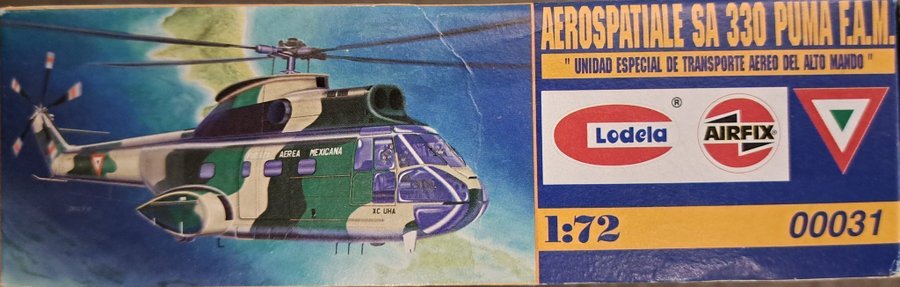 AEROSPATIALE SA 330 PUMA F.A.M.
" UNIDAD ESPECIAL DE TRANSPORTE AEREO DEL ALTO MANDO "
Lodela ®
AIRFIX
1:72
00031
AEREA MEXICANA
XC UHA